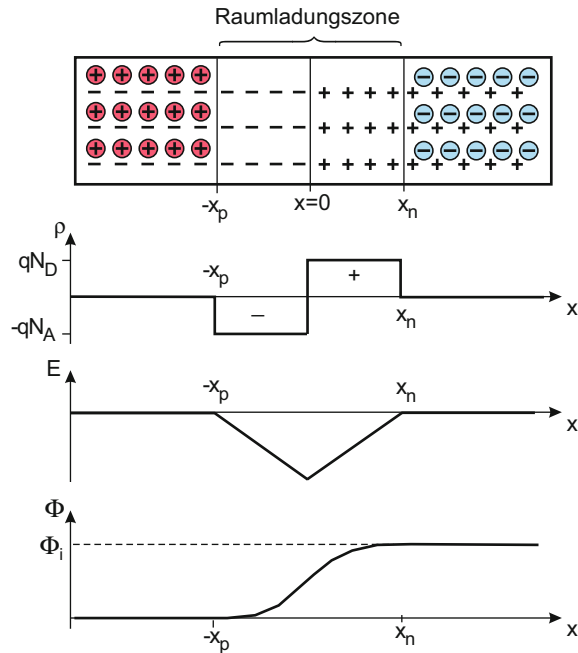 Raumladungszone
-x_p x=0 x_n
ρ
qN_D -x_p
+
− x_n x
-qN_A
E -x_p x_n
x
Φ
Φ_i
-x_p x_n x